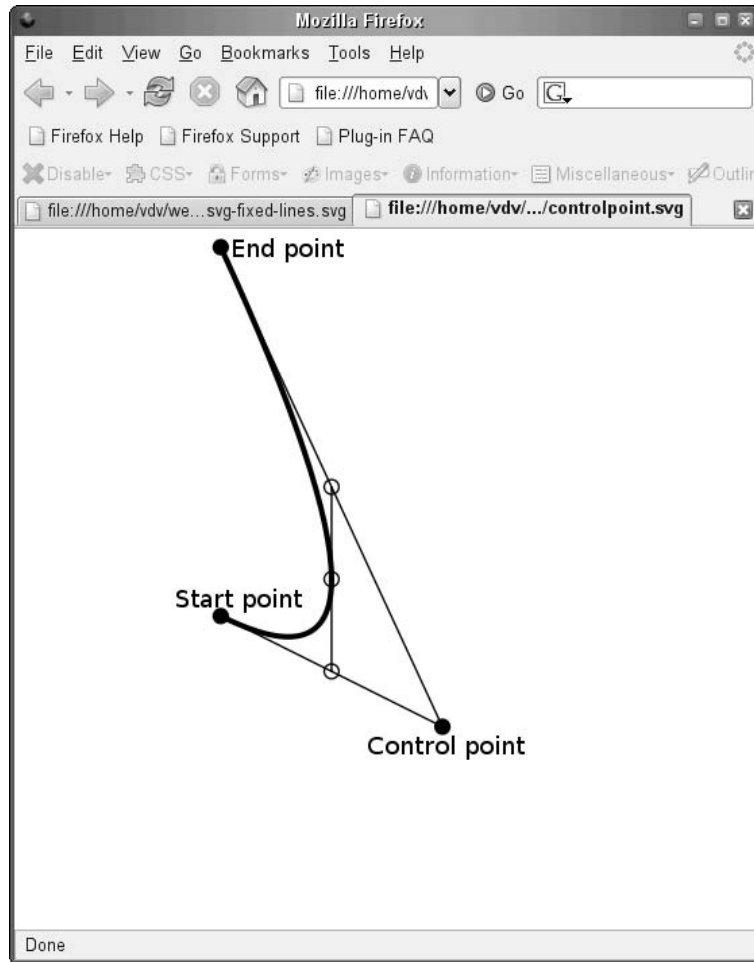 Mozilla Firefox
File Edit View Go Bookmarks Tools Help
file:///home/vd Go G
Firefox Help Firefox Support Plug-in FAQ
Disable CSS Forms Images Information Miscellaneous Outlin
file:///home/vdv/we...svg-fixed-lines.svg file:///home/vdv/.../controlpoint.svg
End point
Start point
Control point
Done